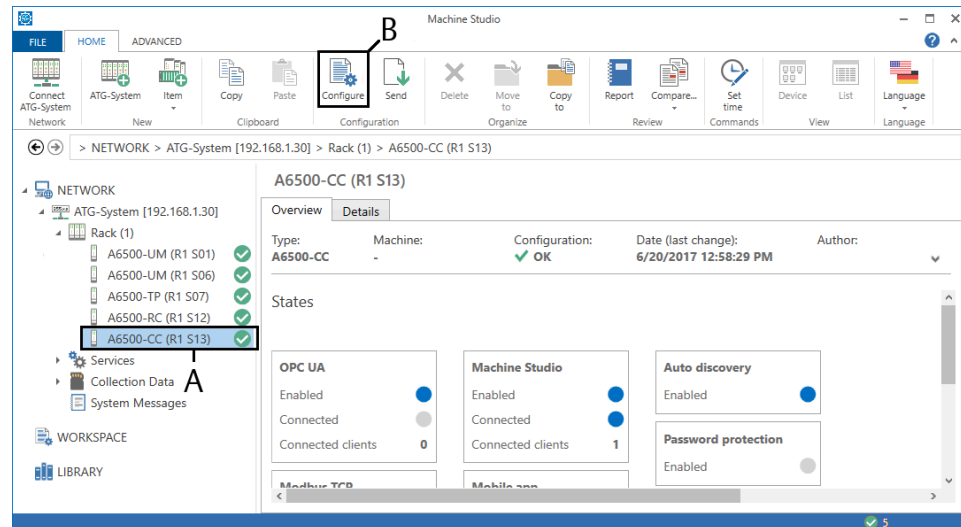 Machine Studio
B
FILE HOME ADVANCED
Connect ATG-System Item Copy Paste Configure Send Delete Move Copy Report Compare... Set Device List Language
ATG-System to to time
Network New Clipboard Configuration Organize Review Commands View Language
> NETWORK > ATG-System [192.168.1.30] > Rack (1) > A6500-CC (R1 S13)
NETWORK
ATG-System [192.168.1.30]
Rack (1)
A6500-UM (R1 S01)
A6500-UM (R1 S06)
A6500-TP (R1 S07)
A6500-RC (R1 S12)
A6500-CC (R1 S13)
Services
Collection Data
A
System Messages
WORKSPACE
LIBRARY
A6500-CC (R1 S13)
Overview Details
Type: Machine: Configuration: Date (last change): Author:
A6500-CC - OK 6/20/2017 12:58:29 PM
States
OPC UA
Enabled
Connected
Connected clients 0
Machine Studio
Enabled
Connected
Connected clients 1
Auto discovery
Enabled
Password protection
Enabled
Modbus TCP
Mobile app
5